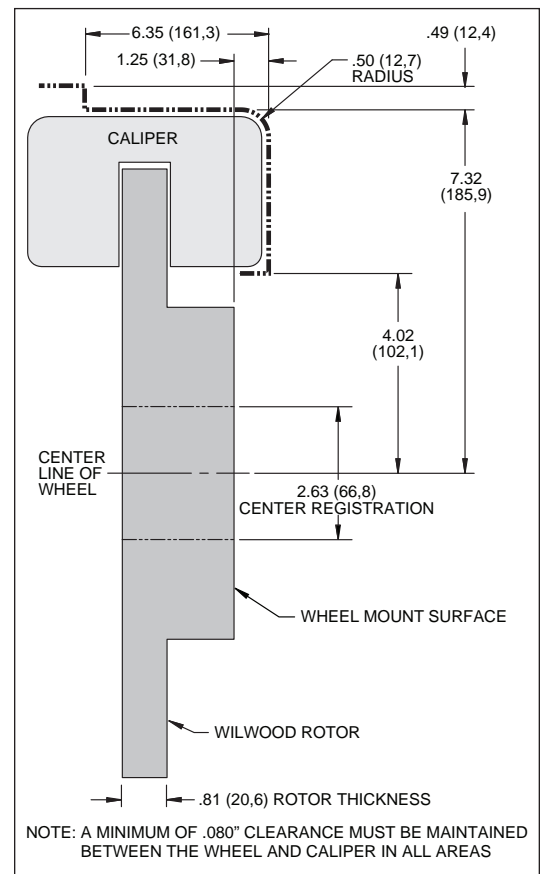 6.35 (161,3)
.49 (12,4)
1.25 (31,8)
.50 (12,7)
RADIUS
CALIPER
7.32
(185,9)
4.02
(102,1)
CENTER
LINE OF
WHEEL
2.63 (66,8)
CENTER REGISTRATION
WHEEL MOUNT SURFACE
WILWOOD ROTOR
.81 (20,6) ROTOR THICKNESS
NOTE: A MINIMUM OF .080" CLEARANCE MUST BE MAINTAINED
BETWEEN THE WHEEL AND CALIPER IN ALL AREAS